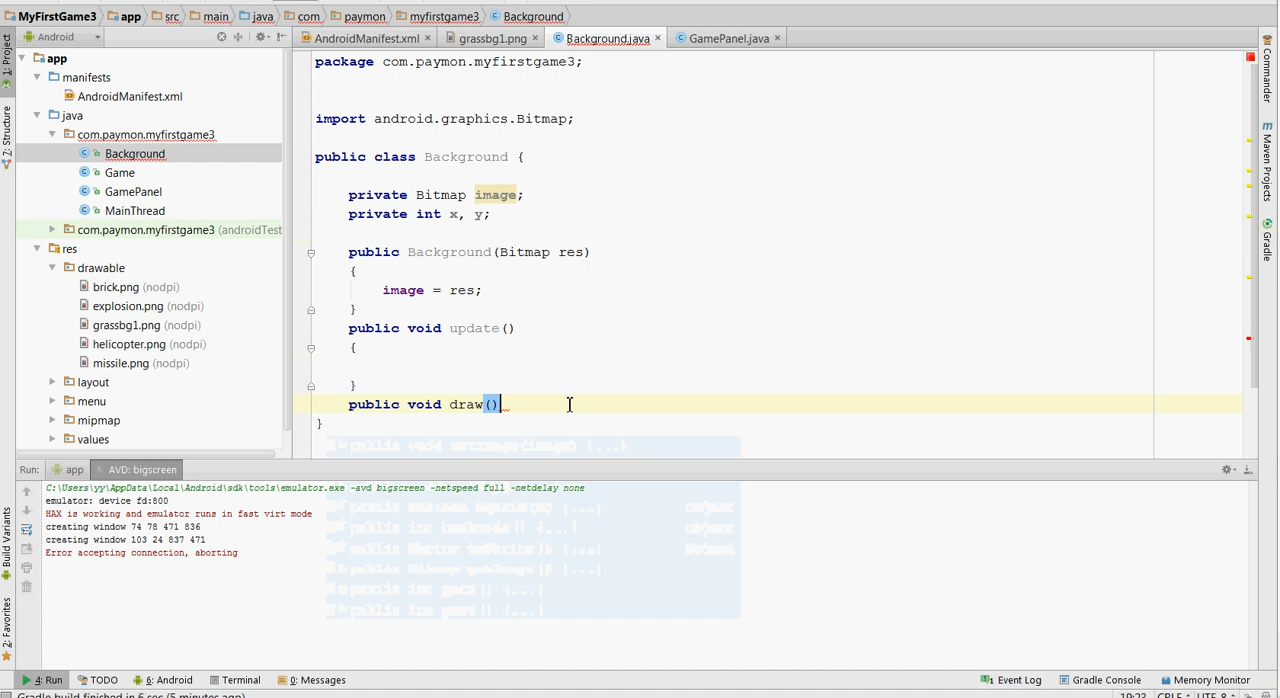 MyFirstGame3 app src main java com paymon myfirstgame3 Background
Android
AndroidManifest.xml grassbg1.png Background.java GamePanel.java
1: Project
Z: Structure
Build Variants
2: Favorites
app
manifests
AndroidManifest.xml
java
com.paymon.myfirstgame3
Background
Game
GamePanel
MainThread
com.paymon.myfirstgame3 (androidTest
res
drawable
brick.png (nodpi)
explosion.png (nodpi)
grassbg1.png (nodpi)
helicopter.png (nodpi)
missile.png (nodpi)
layout
menu
mipmap
values
package com.paymon.myfirstgame3;
import android.graphics.Bitmap;
public class Background {
private Bitmap image;
private int x, y;
public Background(Bitmap res)
{
image = res;
}
public void update()
{
}
public void draw()
}
Commander
Maven Projects
Gradle
Run: app AVD: bigscreen
C:\Users\yy\AppData\Local\Android\sdk\tools\emulator.exe -avd bigscreen -netspeed full -netdelay none
emulator: device fd:800
HAX is working and emulator runs in fast virt mode
creating window 74 78 471 836
creating window 103 24 837 471
Error accepting connection, aborting
4: Run TODO 6: Android Terminal 0: Messages Event Log Gradle Console Memory Monitor
Gradle build finished in 6 sec (5 minutes ago) 19:23 CRLF UTF-8